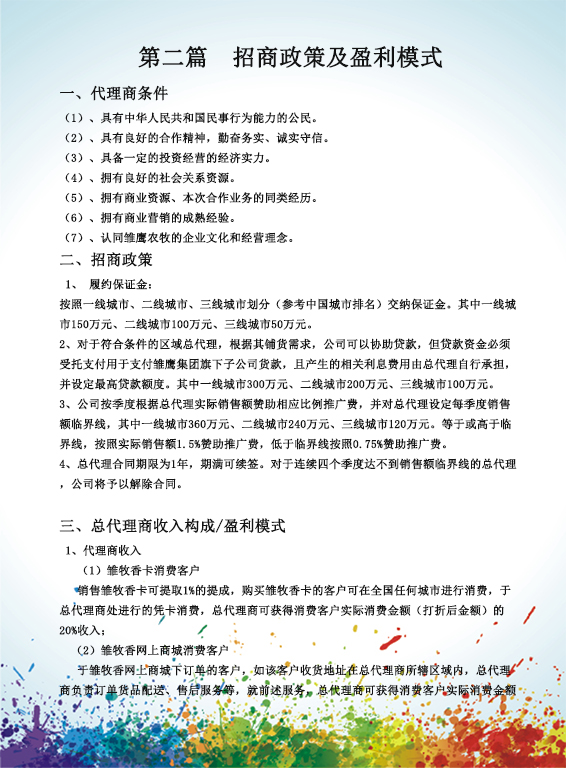 第二篇　招商政策及盈利模式
一、代理商条件
（1）、具有中华人民共和国民事行为能力的公民。
（2）、具有良好的合作精神，勤奋务实、诚实守信。
（3）、具备一定的投资经营的经济实力。
（4）、拥有良好的社会关系资源。
（5）、拥有商业资源、本次合作业务的同类经历。
（6）、拥有商业营销的成熟经验。
（7）、认同雏鹰农牧的企业文化和经营理念。
二、招商政策
1、 履约保证金：
按照一线城市、二线城市、三线城市划分（参考中国城市排名）交纳保证金。其中一线城
市150万元、二线城市100万元、三线城市50万元。
2、对于符合条件的区域总代理，根据其铺货需求，公司可以协助贷款，但贷款资金必须
受托支付用于支付雏鹰集团旗下子公司货款，且产生的相关利息费用由总代理自行承担，
并设定最高贷款额度。其中一线城市300万元、二线城市200万元、三线城市100万元。
3、公司按季度根据总代理实际销售额赞助相应比例推广费，并对总代理设定每季度销售
额临界线，其中一线城市360万元、二线城市240万元、三线城市120万元。等于或高于临
界线，按照实际销售额1.5%赞助推广费，低于临界线按照0.75%赞助推广费。
4、总代理合同期限为1年，期满可续签。对于连续四个季度达不到销售额临界线的总代理
，公司将予以解除合同。
三、总代理商收入构成/盈利模式
1、代理商收入
（1）雏牧香卡消费客户
销售雏牧香卡可提取1%的提成，购买雏牧香卡的客户可在全国任何城市进行消费，于
总代理商处进行的凭卡消费，总代理商可获得消费客户实际消费金额（打折后金额）的
20%收入；
（2）雏牧香网上商城消费客户
于雏牧香网上商城下订单的客户，如该客户收货地址在总代理商所辖区域内，总代理
商负责订单货品配送、售后服务等，就前述服务，总代理商可获得消费客户实际消费金额